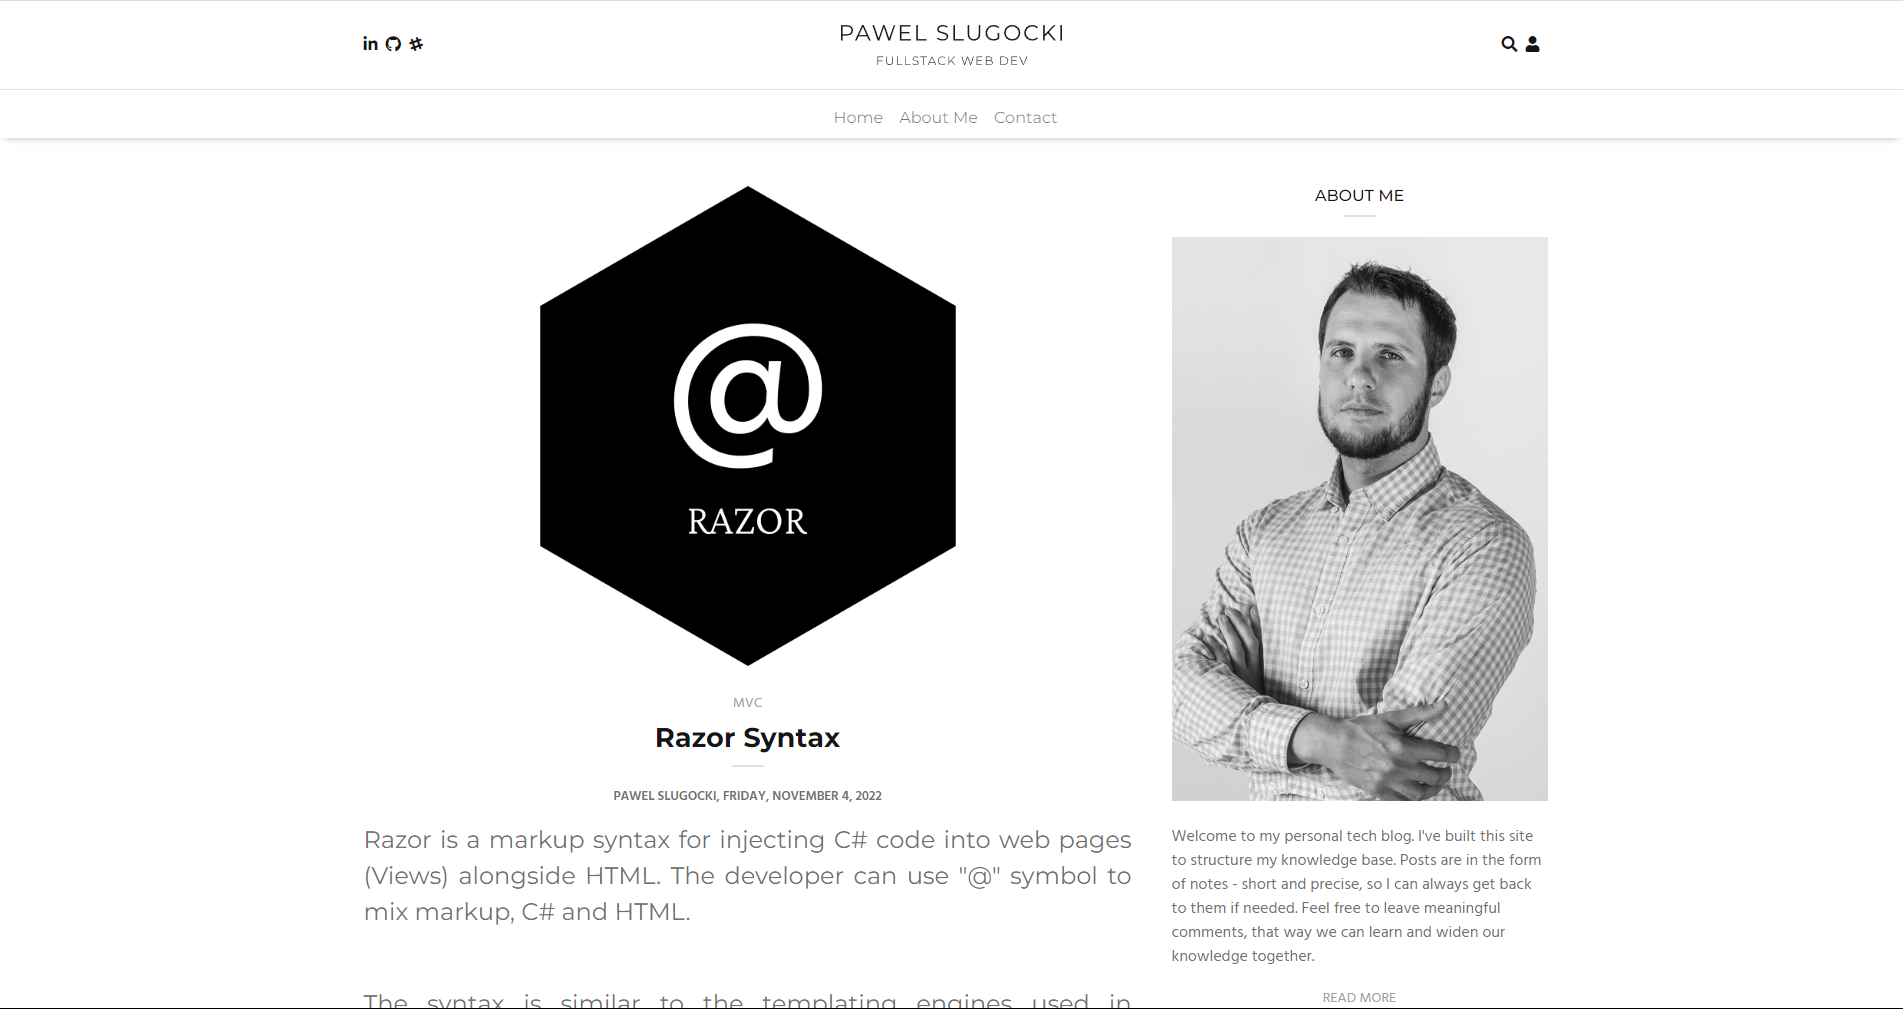 PAWEL SLUGOCKI
FULLSTACK WEB DEV
Home About Me Contact
@
RAZOR
MVC
Razor Syntax
PAWEL SLUGOCKI, FRIDAY, NOVEMBER 4, 2022
Razor is a markup syntax for injecting C# code into web pages
(Views) alongside HTML. The developer can use "@" symbol to
mix markup, C# and HTML.
The syntax is similar to the templating engines used in
ABOUT ME
Welcome to my personal tech blog. I've built this site
to structure my knowledge base. Posts are in the form
of notes - short and precise, so I can always get back
to them if needed. Feel free to leave meaningful
comments, that way we can learn and widen our
knowledge together.
READ MORE